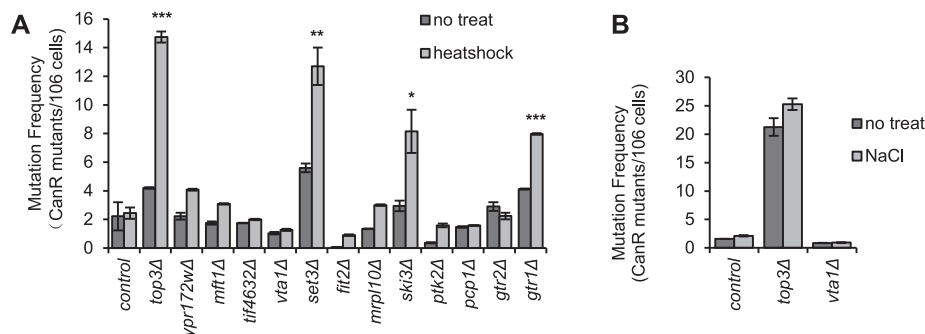 A
Mutation Frequency
(CanR mutants/106 cells)
16
14
12
10
8
6
4
2
0
***
**
*
***
no treat
heatshock
control
top3Δ
ypr172wΔ
mft1Δ
tif4632Δ
vta1Δ
set3Δ
fit2Δ
mrpl10Δ
ski3Δ
ptk2Δ
pcp1Δ
gtr2Δ
gtr1Δ
B
Mutation Frequency
((CanR mutants/106 cells)
30
25
20
15
10
5
0
no treat
NaCl
control
top3Δ
vta1Δ